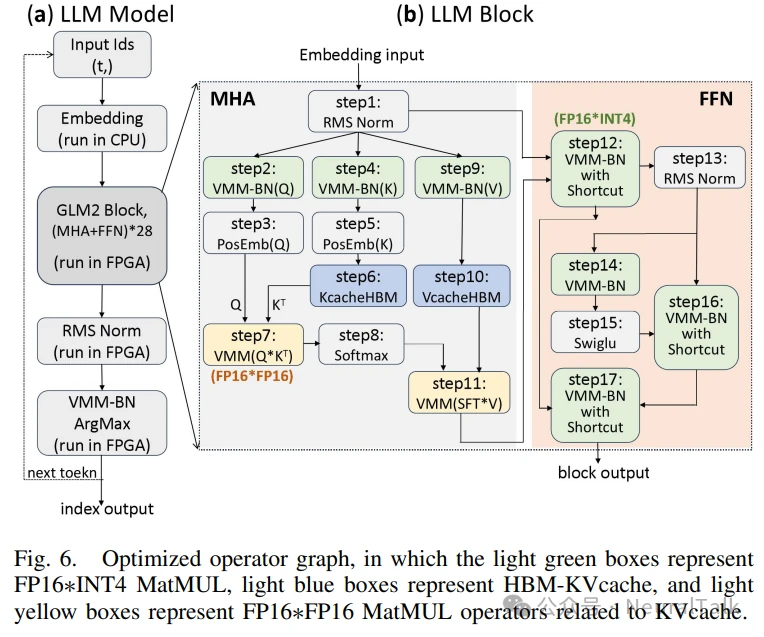 (a) LLM Model
Input Ids
(t,)
Embedding
(run in CPU)
GLM2 Block,
(MHA+FFN)*28
(run in FPGA)
RMS Norm
(run in FPGA)
VMM-BN
ArgMax
(run in FPGA)
next toekn
index output
(b) LLM Block
Embedding input
MHA
step1:
RMS Norm
step2:
VMM-BN(Q)
step4:
VMM-BN(K)
step9:
VMM-BN(V)
step3:
PosEmb(Q)
step5:
PosEmb(K)
step6:
KcacheHBM
step10:
VcacheHBM
Q
Kᵀ
step7:
VMM(Q*Kᵀ)
(FP16*FP16)
step8:
Softmax
step11:
VMM(SFT*V)
FFN
(FP16*INT4)
step12:
VMM-BN
with
Shortcut
step13:
RMS Norm
step14:
VMM-BN
step15:
Swiglu
step16:
VMM-BN
with
Shortcut
step17:
VMM-BN
with
Shortcut
block output
Fig. 6. Optimized operator graph, in which the light green boxes represent
FP16*INT4 MatMUL, light blue boxes represent HBM-KVcache, and light
yellow boxes represent FP16*FP16 MatMUL operators related to KVcache.
公众号 · NeuralTalk